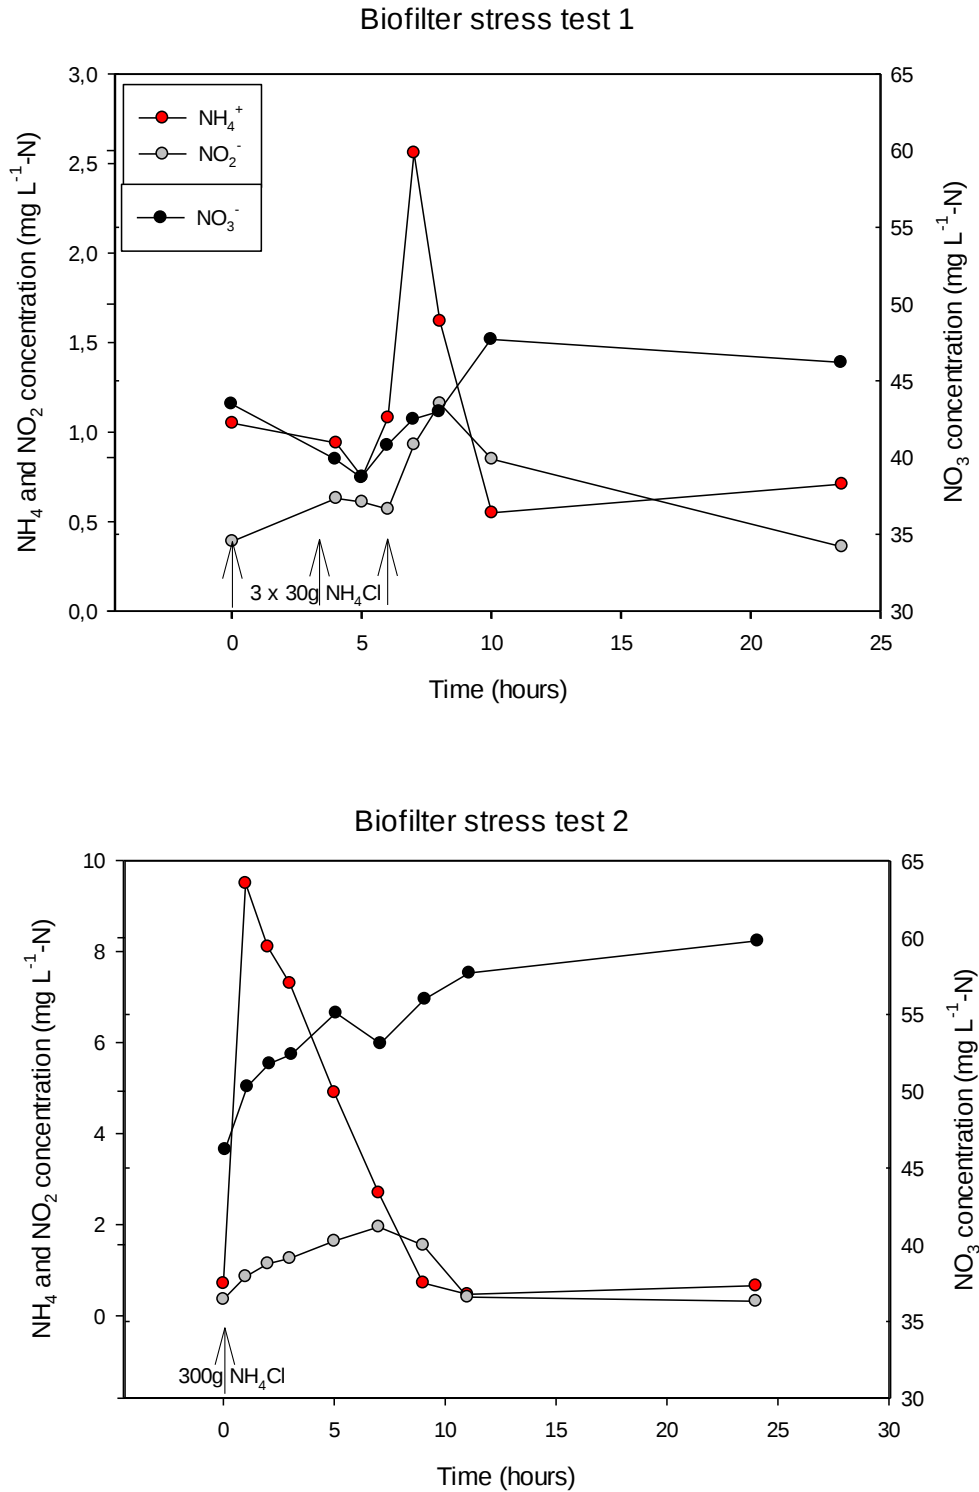 Biofilter stress test 1
NH₄ and NO₂ concentration (mg L⁻¹-N)
3,0
2,5
2,0
1,5
1,0
0,5
0,0
NH₄⁺
NO₂⁻
NO₃⁻
3 x 30g NH₄Cl
65
60
55
50
45
40
35
30
NO₃ concentration (mg L⁻¹-N)
0 5 10 15 20 25
Time (hours)
Biofilter stress test 2
NH₄ and NO₂ concentration (mg L⁻¹-N)
10
8
6
4
2
0
300g NH₄Cl
65
60
55
50
45
40
35
30
NO₃ concentration (mg L⁻¹-N)
0 5 10 15 20 25 30
Time (hours)